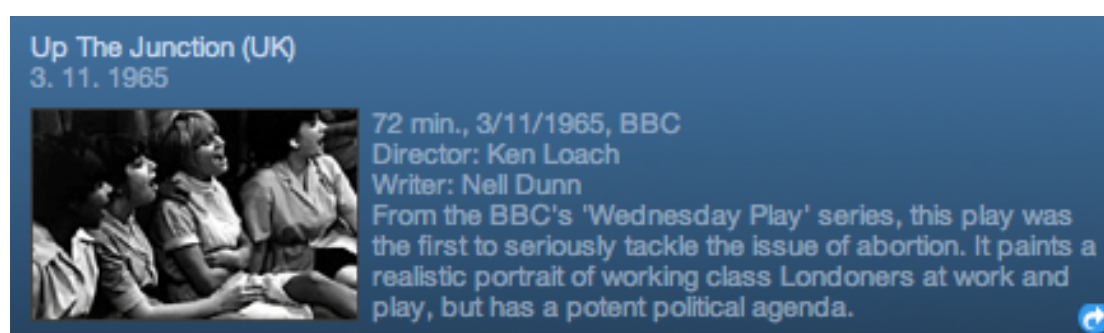 Up The Junction (UK)
3. 11. 1965
72 min., 3/11/1965, BBC
Director: Ken Loach
Writer: Nell Dunn
From the BBC's 'Wednesday Play' series, this play was
the first to seriously tackle the issue of abortion. It paints a
realistic portrait of working class Londoners at work and
play, but has a potent political agenda.